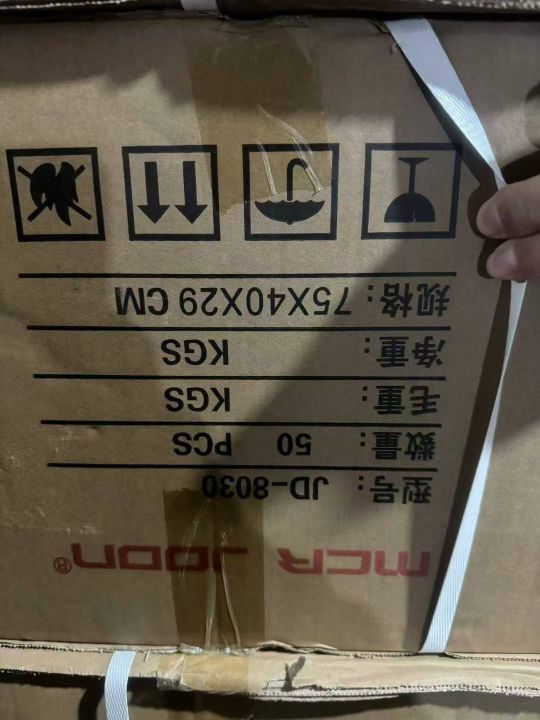 MCR JODN®
型号: JD-8030
数量: 50 PCS
毛重: KGS
净重: KGS
规格: 75X40X29 CM